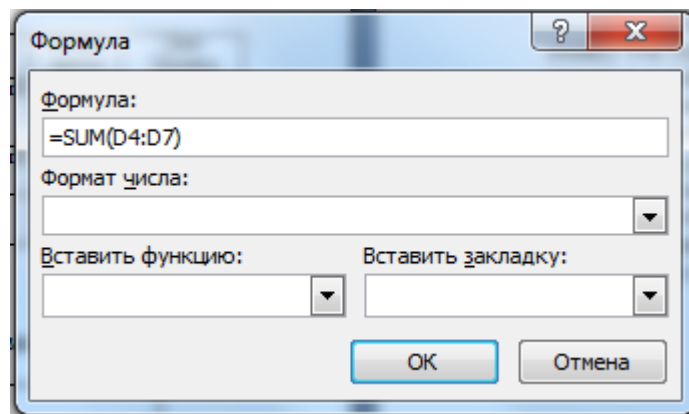 Формула
Формула:
=SUM(D4:D7)
Формат числа:
Вставить функцию:
Вставить закладку:
ОК
Отмена